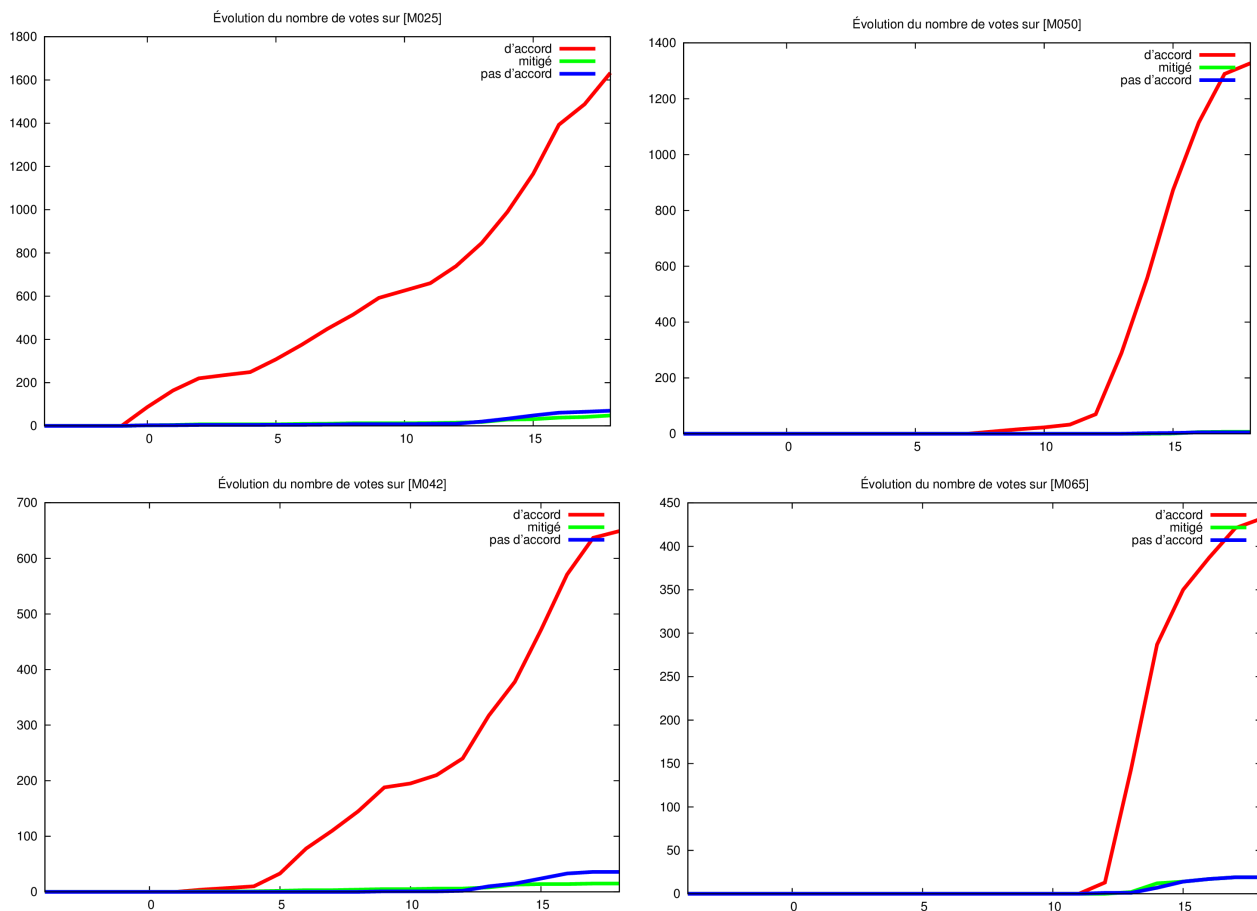 Évolution du nombre de votes sur [M025]
1800
1600
1400
1200
1000
800
600
400
200
0
0 5 10 15
d'accord
mitigé
pas d'accord
Évolution du nombre de votes sur [M050]
1400
1200
1000
800
600
400
200
0
0 5 10 15
d'accord
mitigé
pas d'accord
Évolution du nombre de votes sur [M042]
700
600
500
400
300
200
100
0
0 5 10 15
d'accord
mitigé
pas d'accord
Évolution du nombre de votes sur [M065]
450
400
350
300
250
200
150
100
50
0
0 5 10 15
d'accord
mitigé
pas d'accord